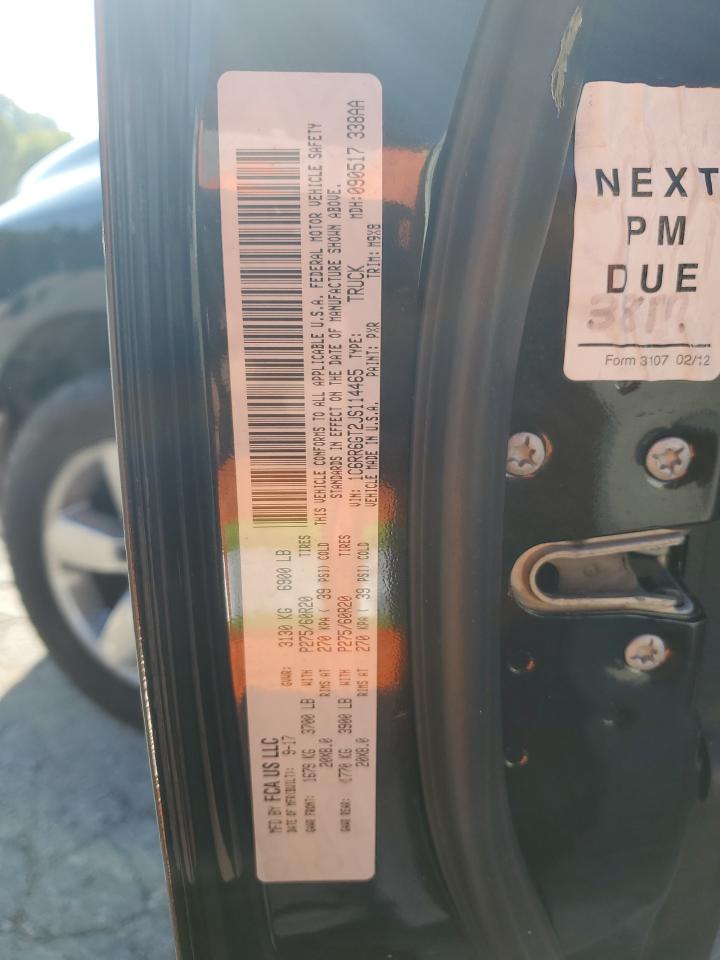 MFD BY FCA US LLC
DATE OF MFR(BUILT): 9-17 GVWR: 3130 KG 6900 LB
GAWR FRONT: 1679 KG 3700 LB WITH P275/60R20 TIRES
20X8.0 RIMS AT 270 KPA ( 39 PSI) COLD
GAWR REAR: 1770 KG 3900 LB WITH P275/60R20 TIRES
20X8.0 RIMS AT 270 KPA ( 39 PSI) COLD
THIS VEHICLE CONFORMS TO ALL APPLICABLE U.S.A. FEDERAL MOTOR VEHICLE SAFETY
STANDARDS IN EFFECT ON THE DATE OF MANUFACTURE SHOWN ABOVE.
VIN: 1C6RR6GT2JS114465 TYPE: TRUCK MDH:090517 338AA
VEHICLE MADE IN U.S.A. PAINT: PXR TRIM: M9X8
NEXT
PM
DUE
Form 3107 02/12